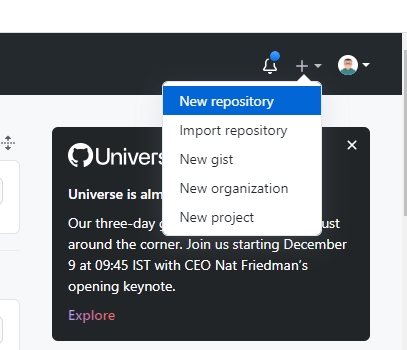 New repository
Import repository
New gist
New organization
New project
Univers
Universe is alm
Our three-day g ust
around the corner. Join us starting December
9 at 09:45 IST with CEO Nat Friedman's
opening keynote.
Explore